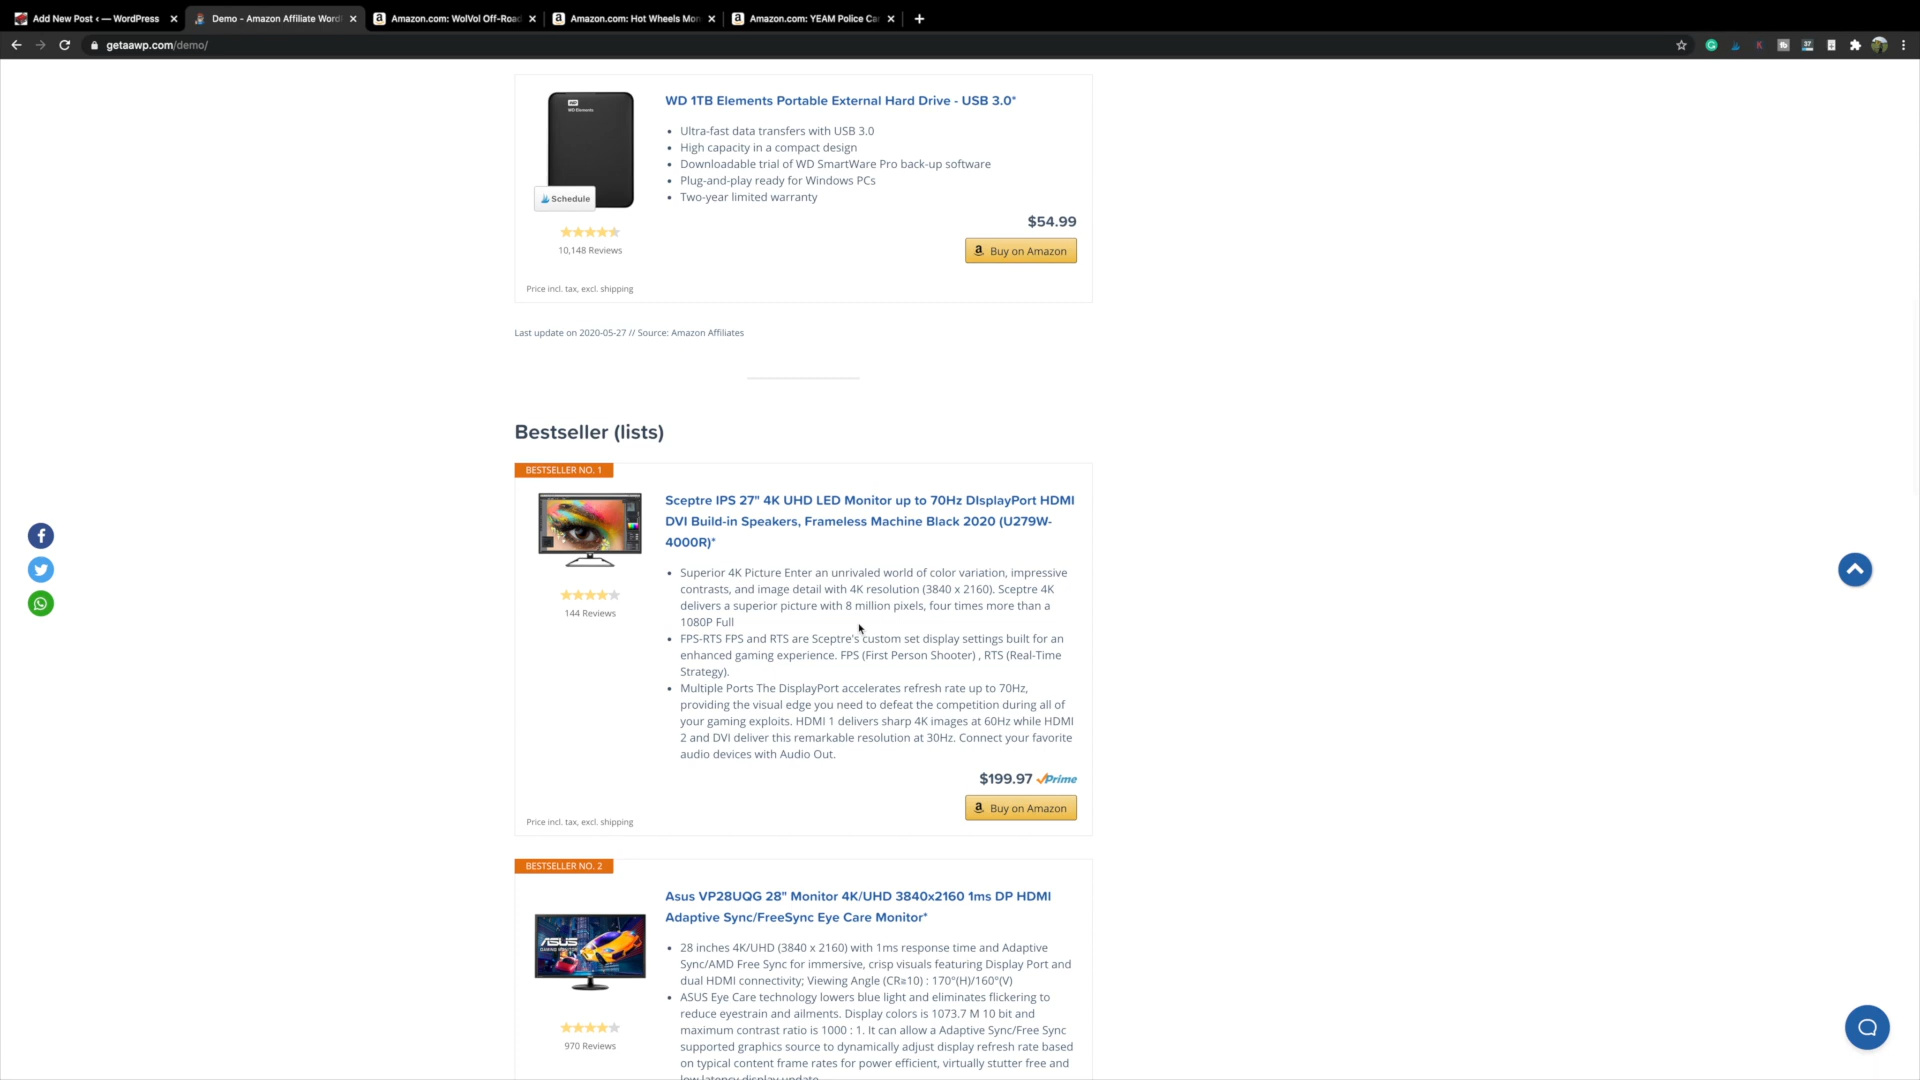 Add New Post ‹ — WordPress
Demo - Amazon Affiliate Word
Amazon.com: WolVol Off-Road
Amazon.com: Hot Wheels Mon
Amazon.com: YEAM Police Ca
getaawp.com/demo/
WD 1TB Elements Portable External Hard Drive - USB 3.0*
Ultra-fast data transfers with USB 3.0
High capacity in a compact design
Downloadable trial of WD SmartWare Pro back-up software
Plug-and-play ready for Windows PCs
Two-year limited warranty
Schedule
$54.99
10,148 Reviews
Buy on Amazon
Price incl. tax, excl. shipping
Last update on 2020-05-27 // Source: Amazon Affiliates
Bestseller (lists)
BESTSELLER NO. 1
Sceptre IPS 27" 4K UHD LED Monitor up to 70Hz DIsplayPort HDMI
DVI Build-in Speakers, Frameless Machine Black 2020 (U279W-
4000R)*
Superior 4K Picture Enter an unrivaled world of color variation, impressive
contrasts, and image detail with 4K resolution (3840 x 2160). Sceptre 4K
delivers a superior picture with 8 million pixels, four times more than a
1080P Full
144 Reviews
FPS-RTS FPS and RTS are Sceptre's custom set display settings built for an
enhanced gaming experience. FPS (First Person Shooter) , RTS (Real-Time
Strategy).
Multiple Ports The DisplayPort accelerates refresh rate up to 70Hz,
providing the visual edge you need to defeat the competition during all of
your gaming exploits. HDMI 1 delivers sharp 4K images at 60Hz while HDMI
2 and DVI deliver this remarkable resolution at 30Hz. Connect your favorite
audio devices with Audio Out.
$199.97 Prime
Buy on Amazon
Price incl. tax, excl. shipping
BESTSELLER NO. 2
Asus VP28UQG 28" Monitor 4K/UHD 3840x2160 1ms DP HDMI
Adaptive Sync/FreeSync Eye Care Monitor*
28 inches 4K/UHD (3840 x 2160) with 1ms response time and Adaptive
Sync/AMD Free Sync for immersive, crisp visuals featuring Display Port and
dual HDMI connectivity; Viewing Angle (CR≧10) : 170°(H)/160°(V)
ASUS Eye Care technology lowers blue light and eliminates flickering to
reduce eyestrain and ailments. Display colors is 1073.7 M 10 bit and
maximum contrast ratio is 1000 : 1. It can allow a Adaptive Sync/Free Sync
supported graphics source to dynamically adjust display refresh rate based
on typical content frame rates for power efficient, virtually stutter free and
low latency display update
970 Reviews